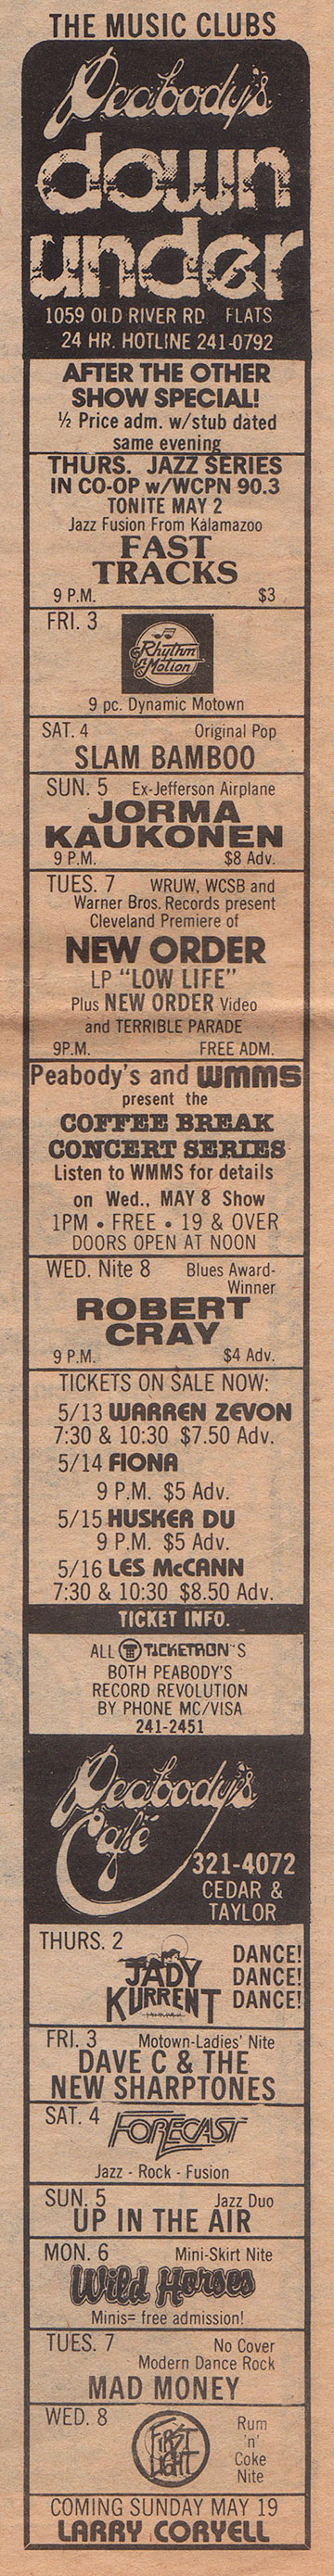 THE MUSIC CLUBS
Peabody's
down
under
1059 OLD RIVER RD FLATS
24 HR. HOTLINE 241-0792
AFTER THE OTHER
SHOW SPECIAL!
½ Price adm. w/stub dated
same evening
THURS. JAZZ SERIES
IN CO-OP w/WCPN 90.3
TONITE MAY 2
Jazz Fusion From Kalamazoo
FAST
TRACKS
9 P.M. $3
FRI. 3
Rhythm
'n' Motion
9 pc. Dynamic Motown
SAT. 4 Original Pop
SLAM BAMBOO
SUN. 5 Ex-Jefferson Airplane
JORMA
KAUKONEN
9 P.M. $8 Adv.
TUES. 7 WRUW, WCSB and
Warner Bros. Records present
Cleveland Premiere of
NEW ORDER
LP "LOW LIFE"
Plus NEW ORDER Video
and TERRIBLE PARADE
9P.M. FREE ADM.
Peabody's and WMMS
present the
COFFEE BREAK
CONCERT SERIES
Listen to WMMS for details
on Wed., MAY 8 Show
1PM • FREE • 19 & OVER
DOORS OPEN AT NOON
WED. Nite 8 Blues Award-
Winner
ROBERT
CRAY
9 P.M. $4 Adv.
TICKETS ON SALE NOW:
5/13 WARREN ZEVON
7:30 & 10:30 $7.50 Adv.
5/14 FIONA
9 P.M. $5 Adv.
5/15 HUSKER DU
9 P.M. $5 Adv.
5/16 LES McCANN
7:30 & 10:30 $8.50 Adv.
TICKET INFO.
ALL TICKETRON'S
BOTH PEABODY'S
RECORD REVOLUTION
BY PHONE MC/VISA
241-2451
Peabody's
Café
321-4072
CEDAR &
TAYLOR
THURS. 2
JADY
KURRENT
DANCE!
DANCE!
DANCE!
FRI. 3 Motown-Ladies' Nite
DAVE C & THE
NEW SHARPTONES
SAT. 4 FORECAST
Jazz - Rock - Fusion
SUN. 5 Jazz Duo
UP IN THE AIR
MON. 6 Mini-Skirt Nite
Wild Horses
Minis= free admission!
TUES. 7 No Cover
Modern Dance Rock
MAD MONEY
WED. 8
FIRST
LIGHT
Rum
'n'
Coke
Nite
COMING SUNDAY MAY 19
LARRY CORYELL